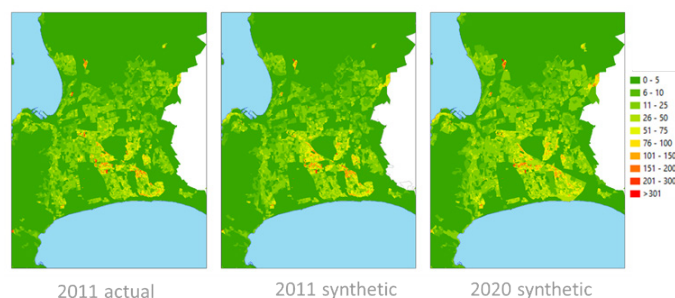 0 - 5
6 - 10
11 - 25
26 - 50
51 - 75
76 - 100
101 - 150
151 - 200
201 - 300
>301
2011 actual
2011 synthetic
2020 synthetic